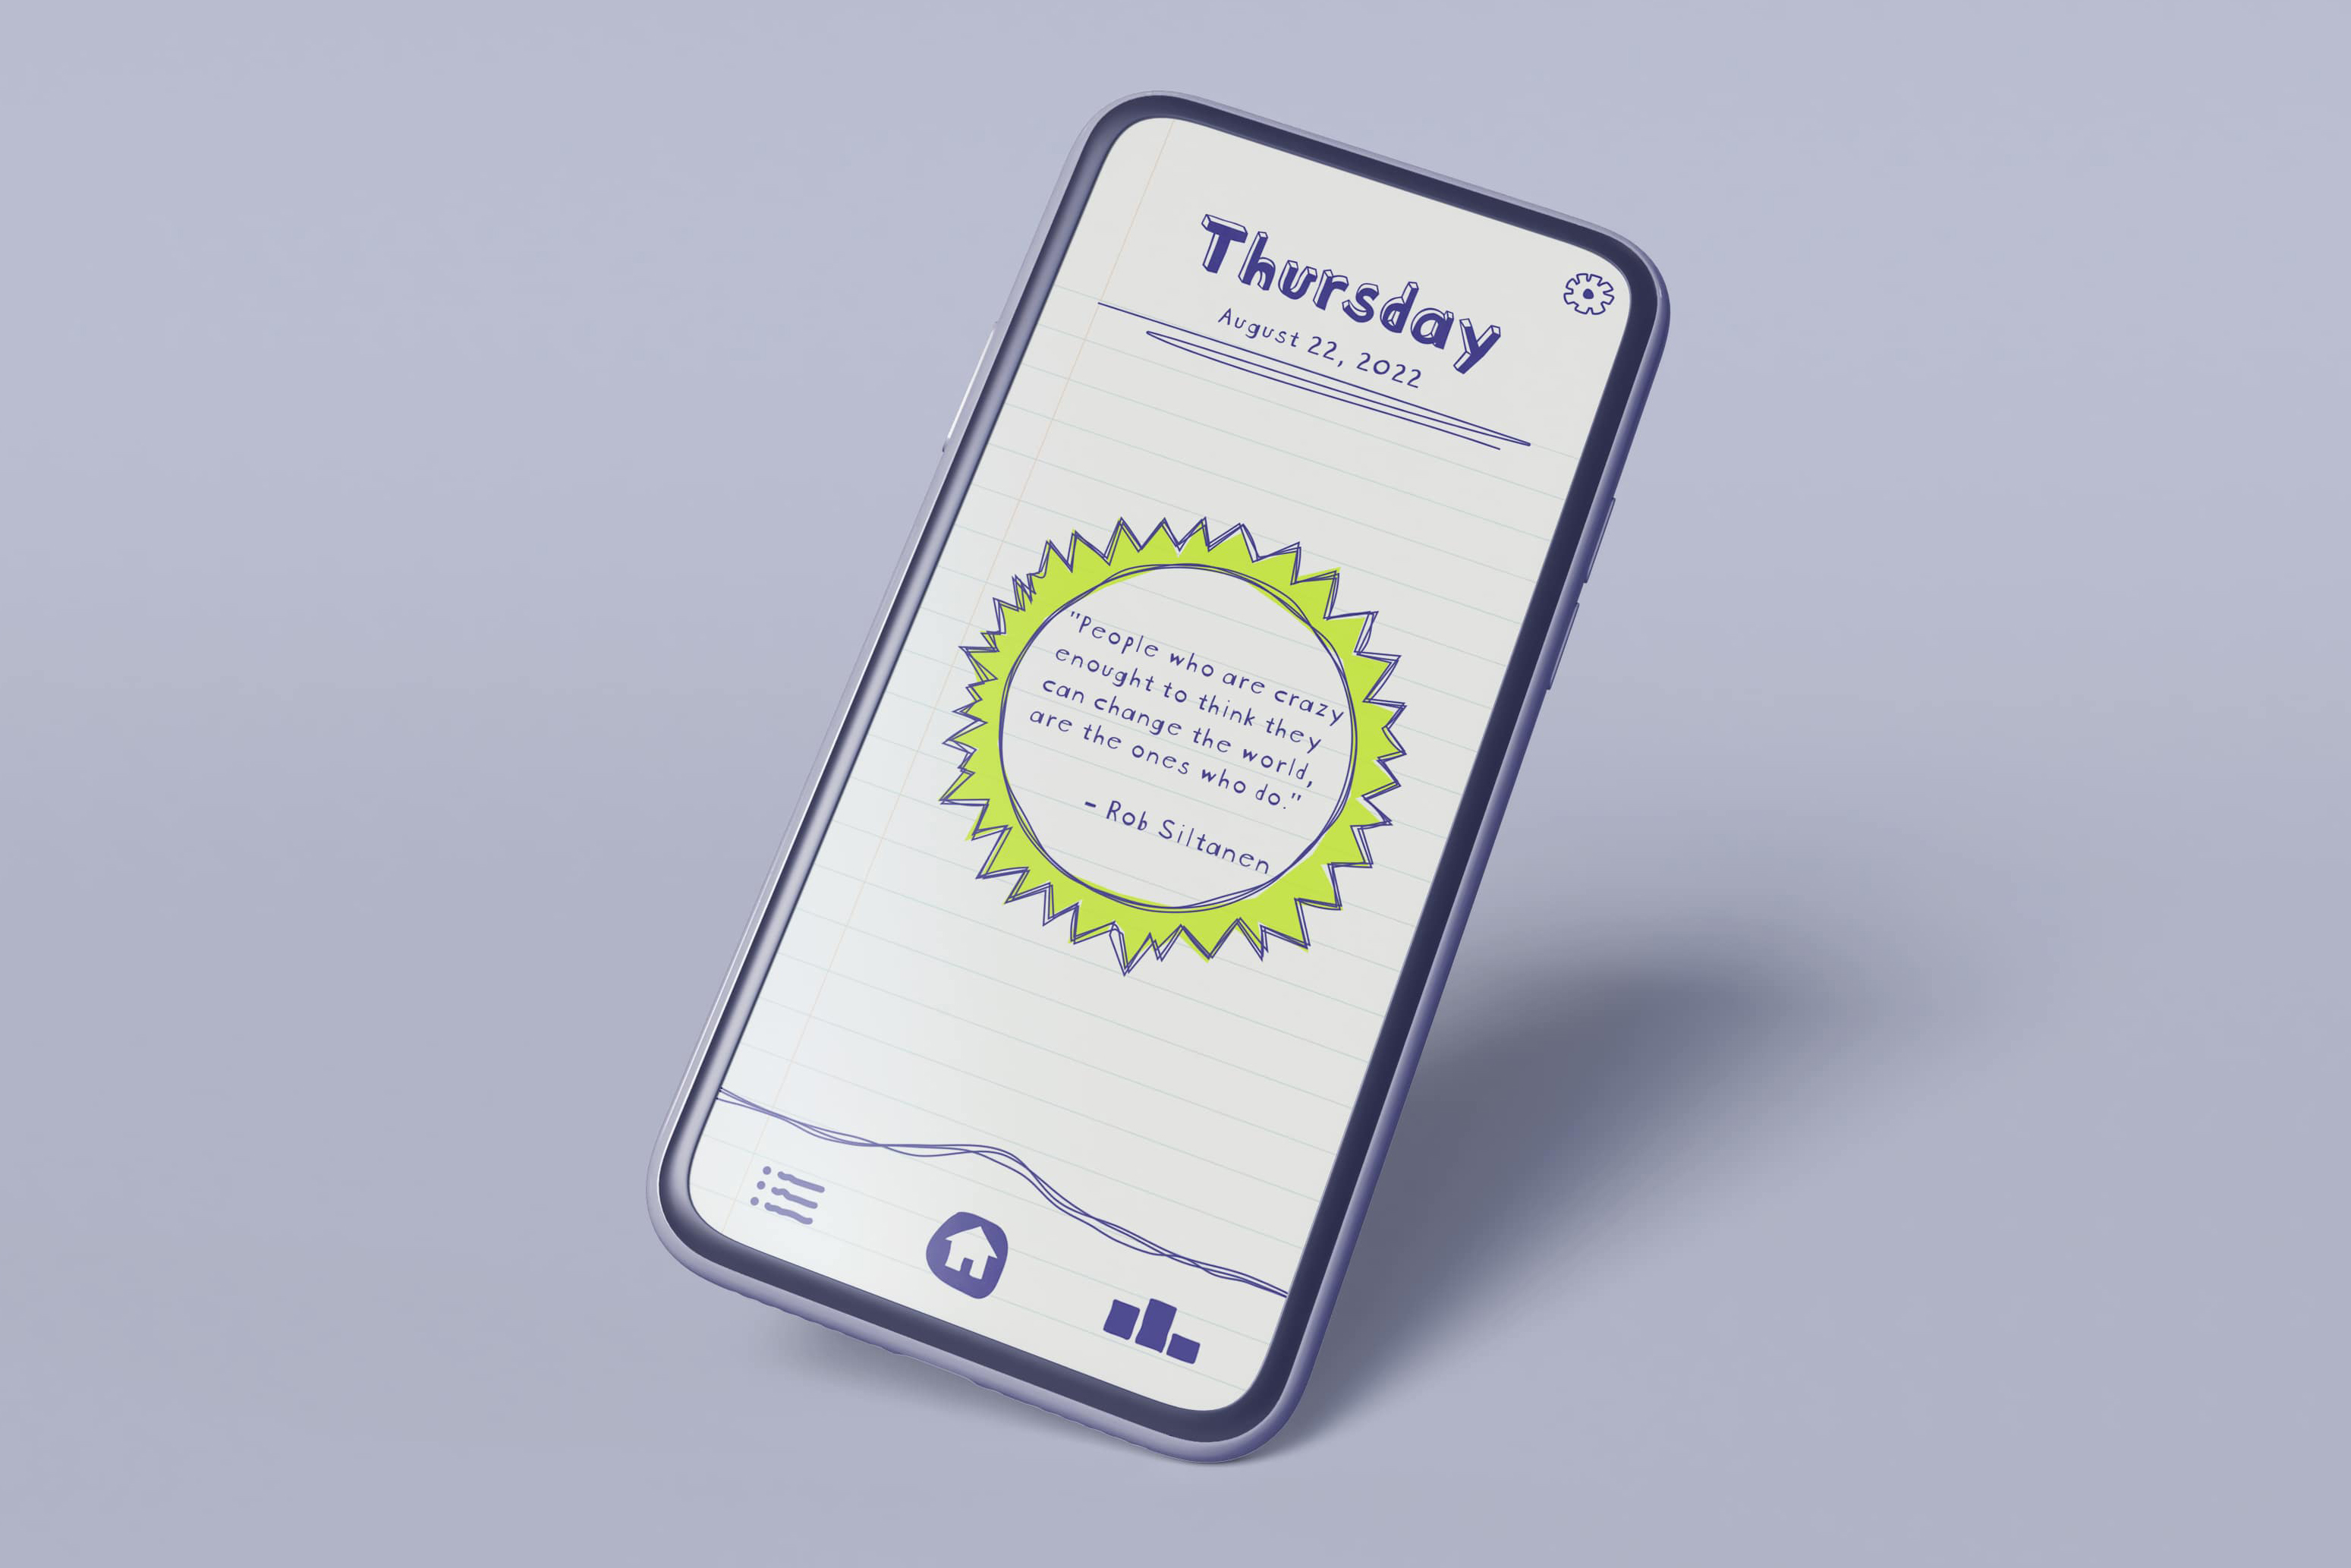 Thursday
August 22, 2022
"People who are crazy
enought to think they
can change the world,
are the ones who do."
- Rob Siltanen